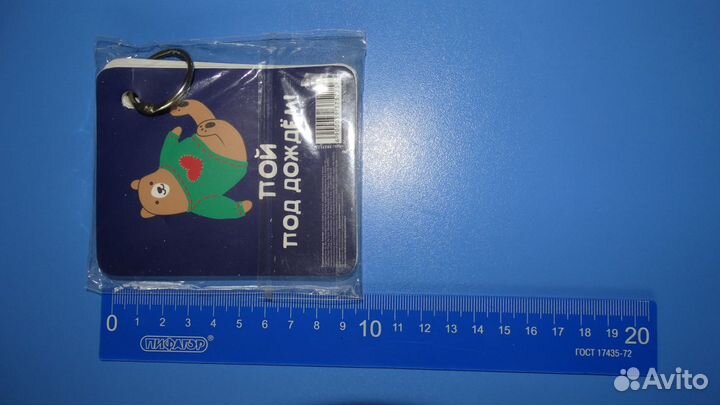 ПОЙ
ПОД ДОЖДЁМ!
0 1 2 3 4 5 6 7 8 9 10 11 12 13 14 15 16 17 18 19 20
ПИФАГОР
ГОСТ 17435-72
Avito